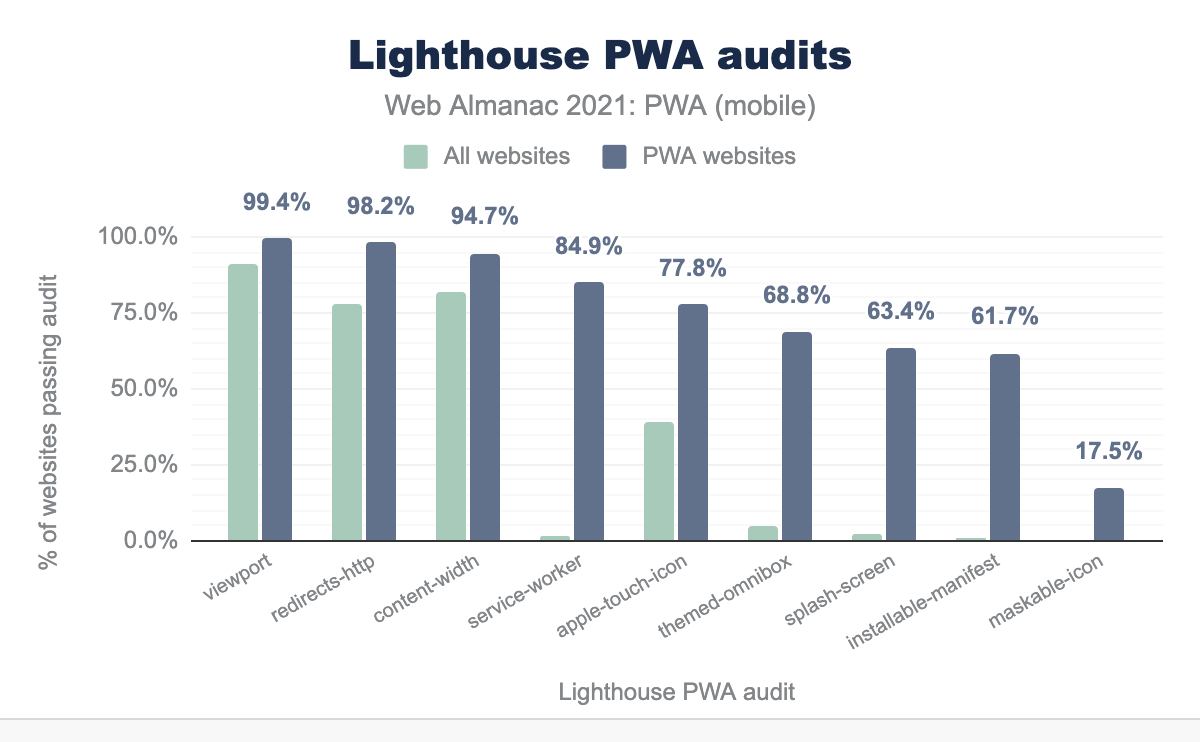 Lighthouse PWA audits
Web Almanac 2021: PWA (mobile)
All websites
PWA websites
99.4%
98.2%
94.7%
84.9%
77.8%
68.8%
63.4%
61.7%
17.5%
100.0%
75.0%
50.0%
25.0%
0.0%
% of websites passing audit
viewport
redirects-http
content-width
service-worker
apple-touch-icon
themed-omnibox
splash-screen
installable-manifest
maskable-icon
Lighthouse PWA audit